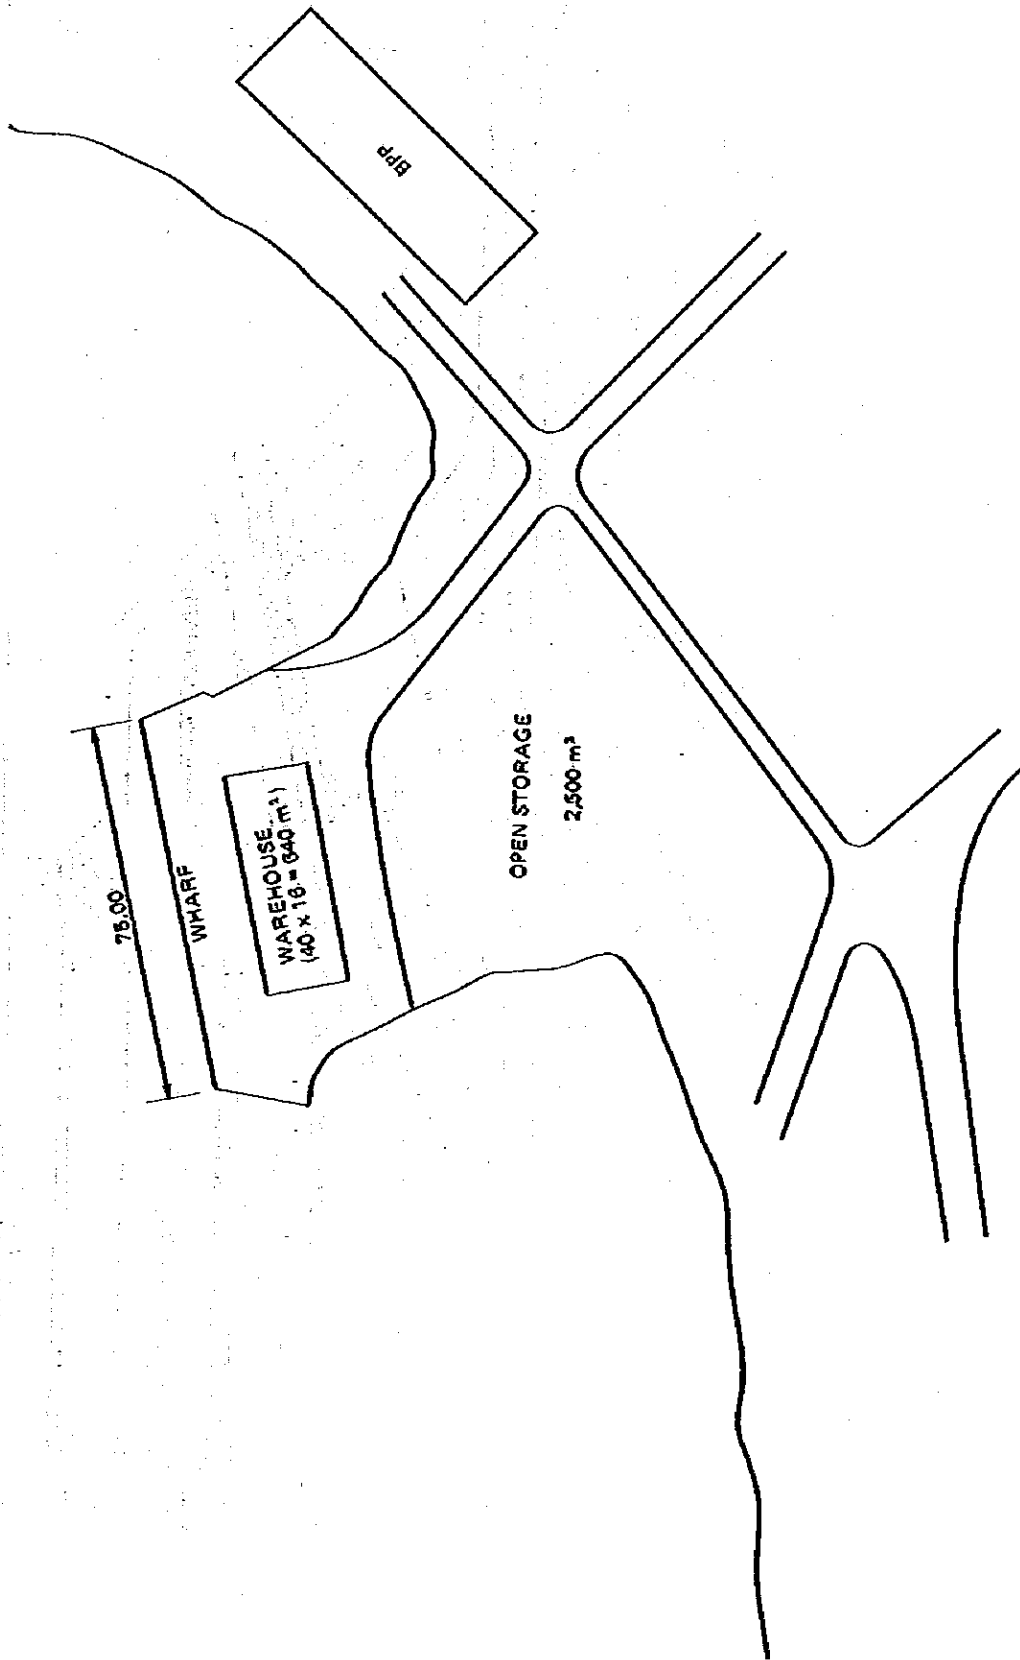 BPP
75.00
WHARF
WAREHOUSE
(40 x 16 = 640 m²)
OPEN STORAGE
2,500 m²